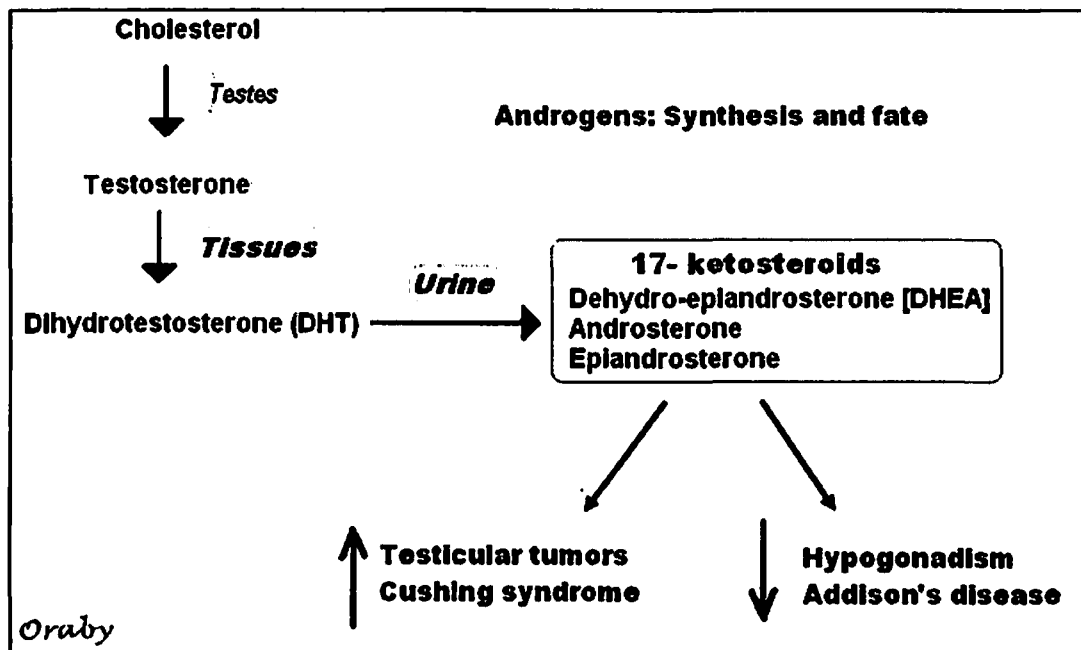 Cholesterol
Testes
Androgens: Synthesis and fate
Testosterone
Tissues
Urine
17- ketosteroids
Dehydro-epiandrosterone [DHEA]
Dihydrotestosterone (DHT)
Androsterone
Epiandrosterone
Testicular tumors
Cushing syndrome
Hypogonadism
Addison's disease
Oraby